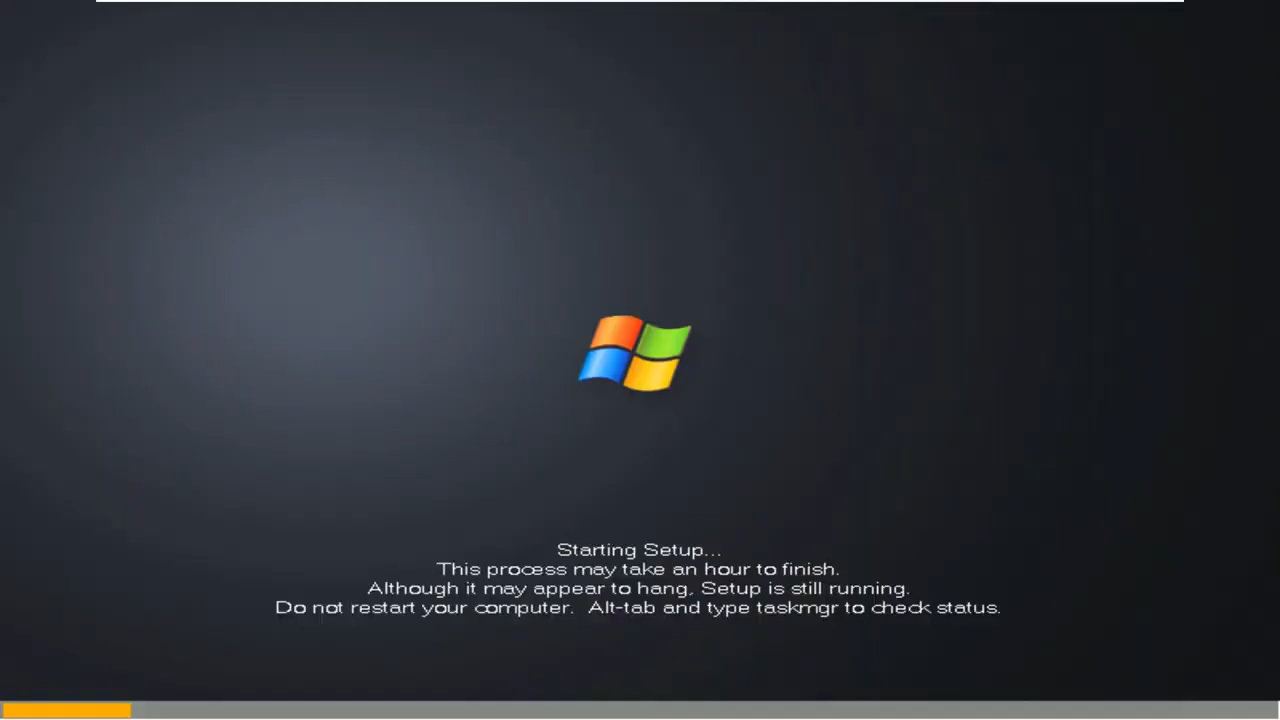 Starting Setup...
This process may take an hour to finish.
Although it may appear to hang, Setup is still running.
Do not restart your computer.  Alt-tab and type taskmgr to check status.